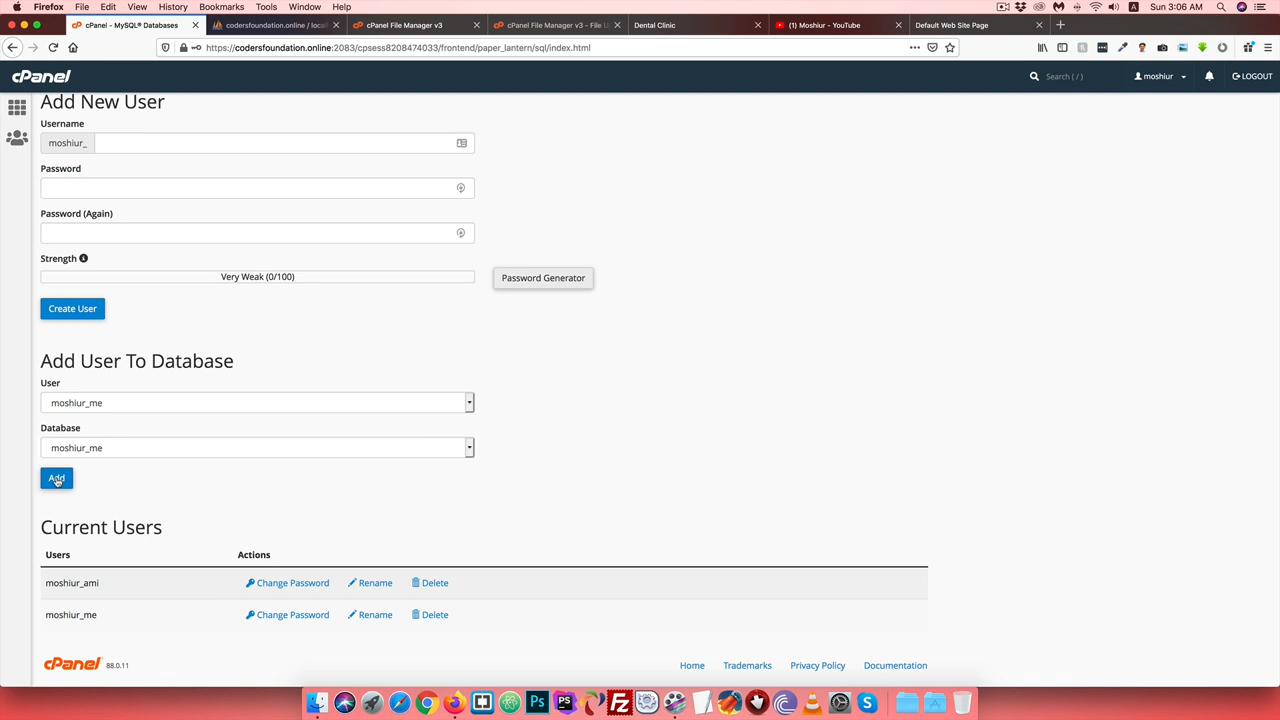 Firefox File Edit View History Bookmarks Tools Window Help Sun 3:06 AM
cPanel - MySQL® Databases codersfoundation.online / local cPanel File Manager v3 cPanel File Manager v3 - File U Dental Clinic (1) Moshiur - YouTube Default Web Site Page
https://codersfoundation.online:2083/cpsess8208474033/frontend/paper_lantern/sql/index.html
cPanel Search ( / ) moshiur LOGOUT
Add New User
Username
moshiur_
Password
Password (Again)
Strength
Very Weak (0/100) Password Generator
Create User
Add User To Database
User
moshiur_me
Database
moshiur_me
Add
Current Users
Users Actions
moshiur_ami Change Password Rename Delete
moshiur_me Change Password Rename Delete
cPanel 88.0.11 Home Trademarks Privacy Policy Documentation
Ps PS Fz